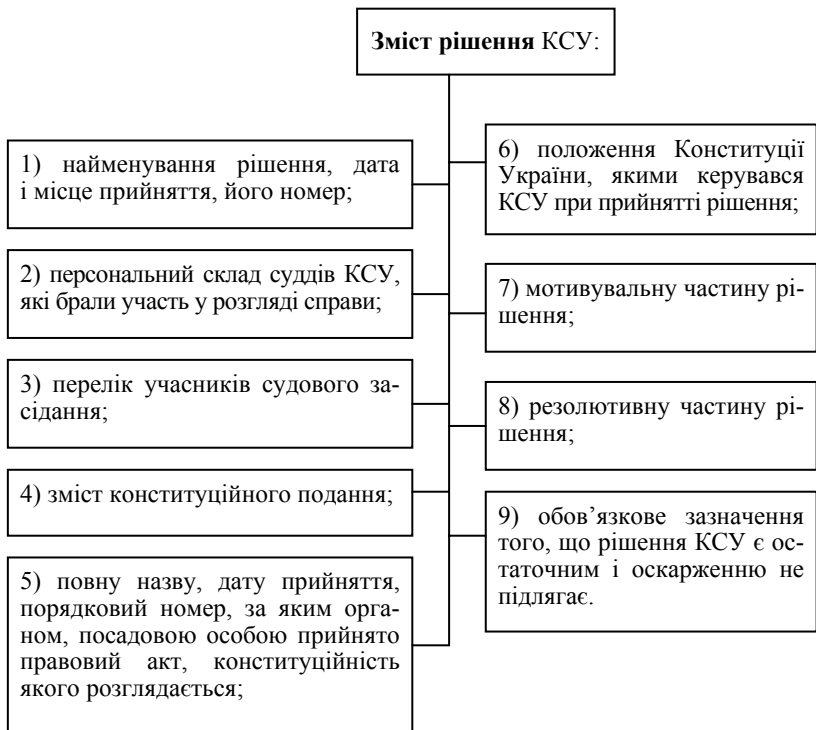 Зміст рішення КСУ:
1) найменування рішення, дата
і місце прийняття, його номер;
2) персональний склад суддів КСУ,
які брали участь у розгляді справи;
3) перелік учасників судового за-
сідання;
4) зміст конституційного подання;
5) повну назву, дату прийняття,
порядковий номер, за яким орга-
ном, посадовою особою прийнято
правовий акт, конституційність
якого розглядається;
6) положення Конституції
України, якими керувався
КСУ при прийнятті рішення;
7) мотивувальну частину рі-
шення;
8) резолютивну частину рі-
шення;
9) обов’язкове зазначення
того, що рішення КСУ є ос-
таточним і оскарженню не
підлягає.